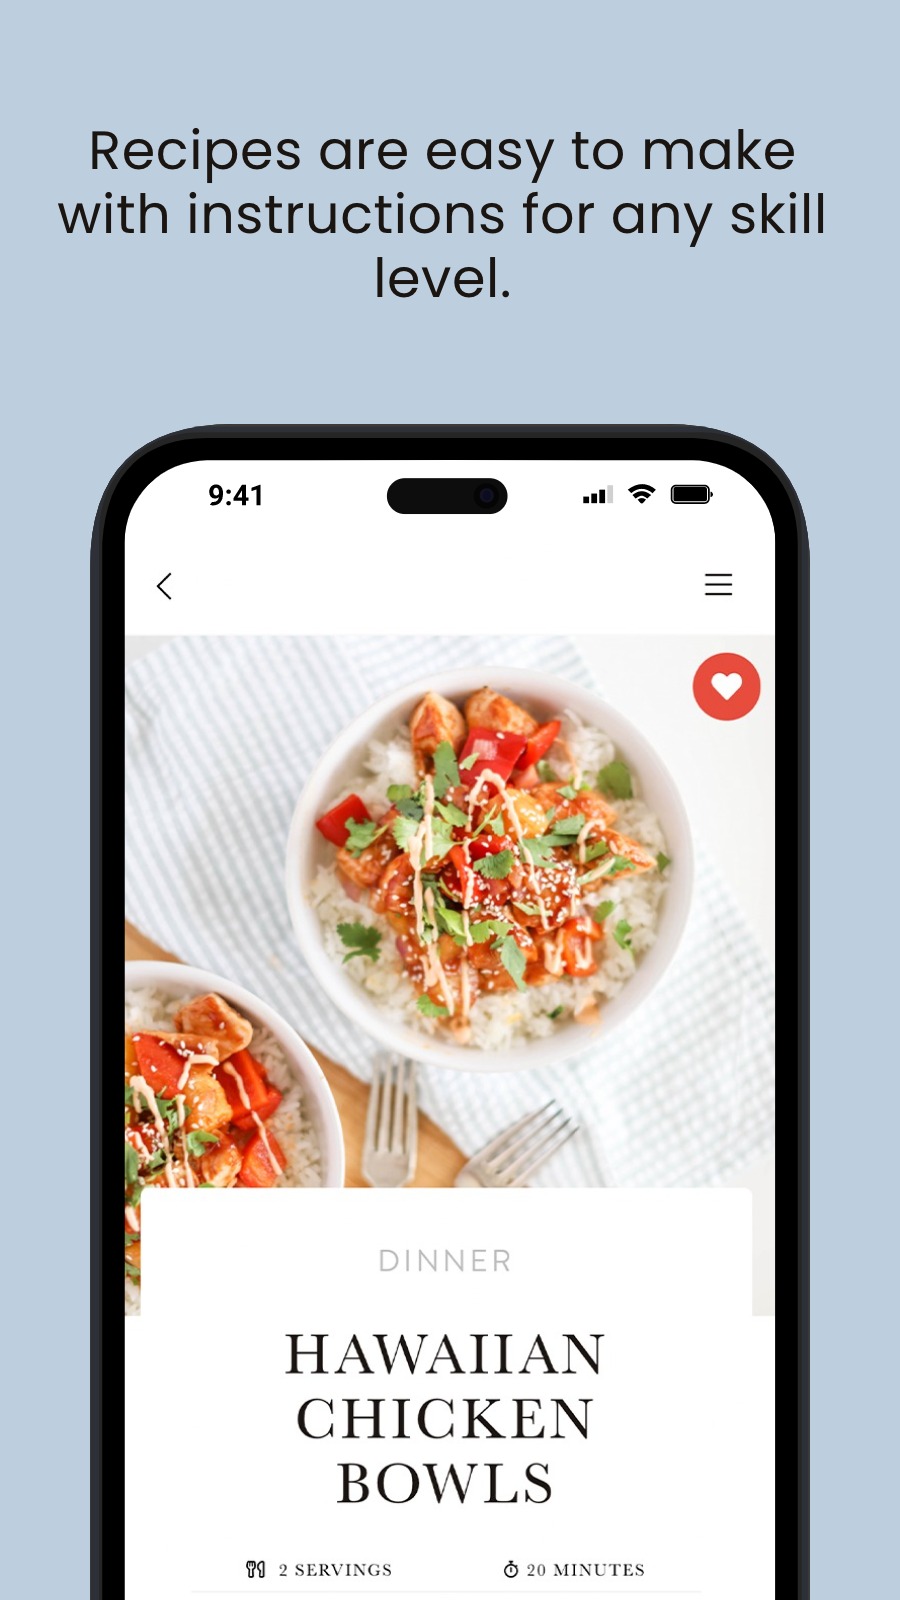 Recipes are easy to make
with instructions for any skill
level.
9:41
DINNER
HAWAIIAN
CHICKEN
BOWLS
2 SERVINGS
20 MINUTES